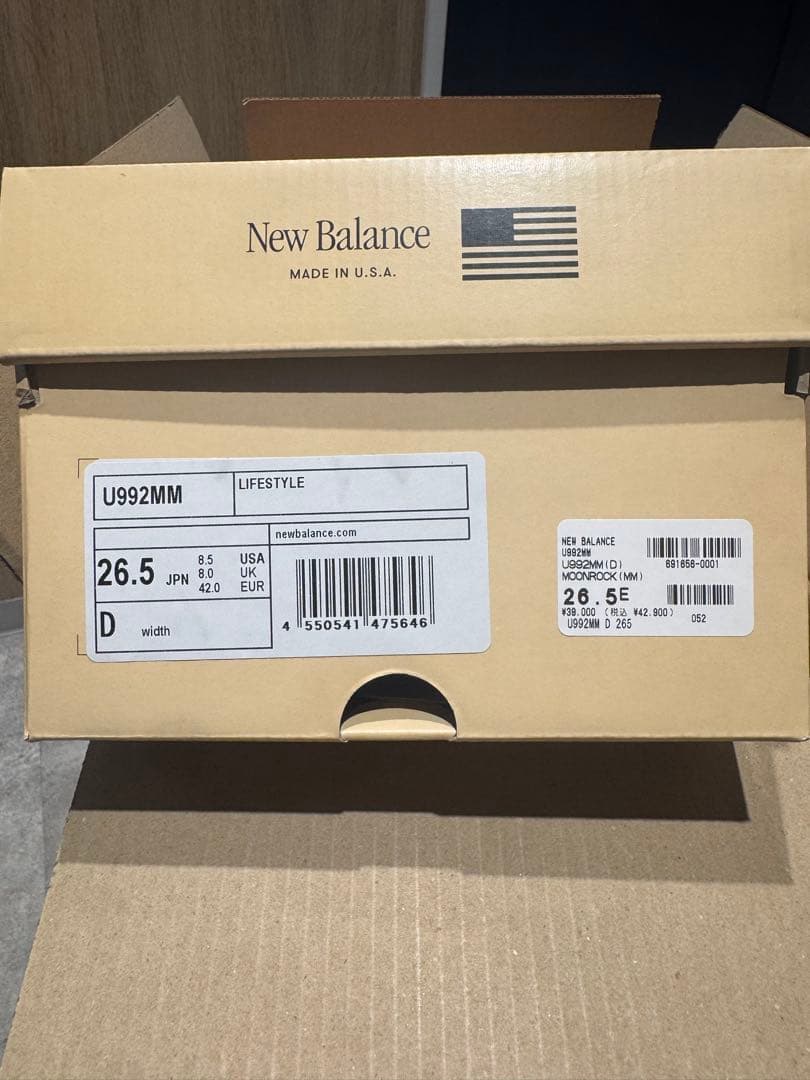 New Balance
MADE IN U.S.A.
U992MM
LIFESTYLE
newbalance.com
26.5 JPN
8.5 USA
8.0 UK
42.0 EUR
D width
4 550541 475646
NEW BALANCE
U992MM
U992MM(D)
691656-0001
MOONROCK(MM)
26.5E
¥39.000 (税込 ¥42.900)
U992MM D 265
052